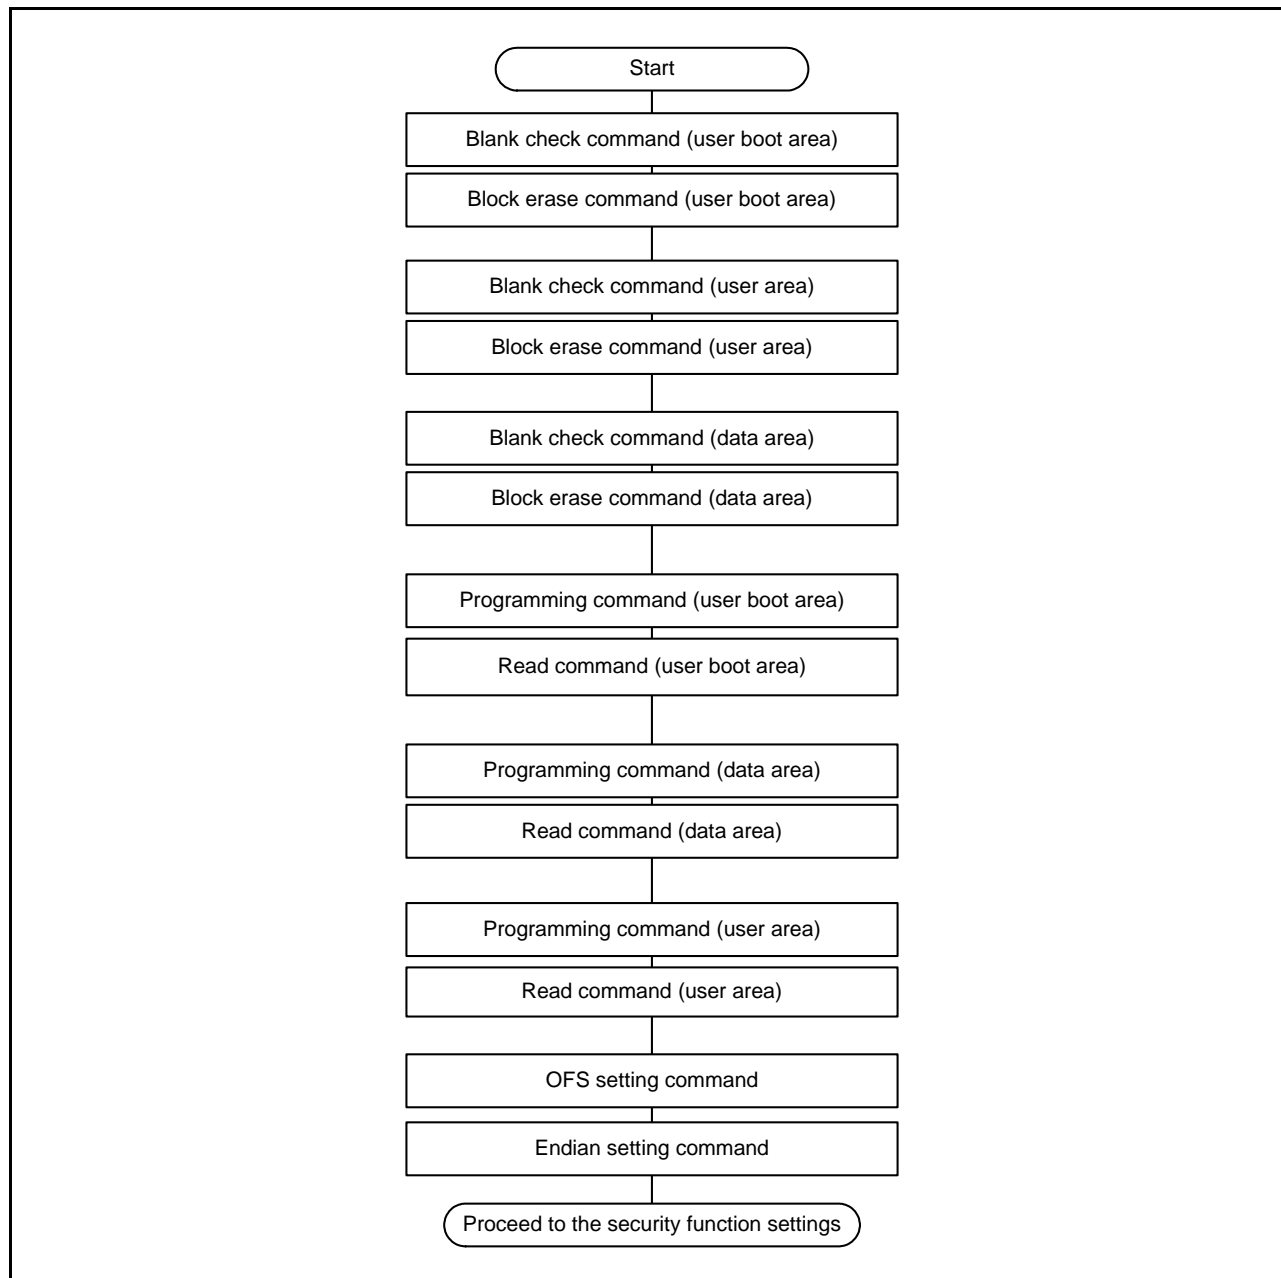 Start
Blank check command (user boot area)
Block erase command (user boot area)
Blank check command (user area)
Block erase command (user area)
Blank check command (data area)
Block erase command (data area)
Programming command (user boot area)
Read command (user boot area)
Programming command (data area)
Read command (data area)
Programming command (user area)
Read command (user area)
OFS setting command
Endian setting command
Proceed to the security function settings